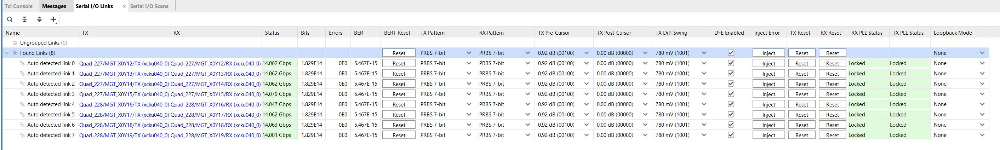 Tcl Console Messages Serial I/O Links × Serial I/O Scans
Name TX RX Status Bits Errors BER BERT Reset TX Pattern RX Pattern TX Pre-Cursor TX Post-Cursor TX Diff Swing DFE Enabled Inject Error TX Reset RX Reset RX PLL Status TX PLL Status Loopback Mode
Ungrouped Links (0)
Found Links (8) Reset PRBS 7-bit PRBS 7-bit 0.92 dB (00100) 0.00 dB (00000) 780 mV (1001) Inject Reset Reset None
Auto detected link 0 Quad_227/MGT_X0Y12/TX (xcku040_0) Quad_227/MGT_X0Y12/RX (xcku040_0) 14.062 Gbps 1.829E14 0E0 5.467E-15 Reset PRBS 7-bit PRBS 7-bit 0.92 dB (00100) 0.00 dB (00000) 780 mV (1001) Inject Reset Reset Locked Locked None
Auto detected link 1 Quad_227/MGT_X0Y13/TX (xcku040_0) Quad_227/MGT_X0Y13/RX (xcku040_0) 14.062 Gbps 1.829E14 0E0 5.467E-15 Reset PRBS 7-bit PRBS 7-bit 0.92 dB (00100) 0.00 dB (00000) 780 mV (1001) Inject Reset Reset Locked Locked None
Auto detected link 2 Quad_227/MGT_X0Y14/TX (xcku040_0) Quad_227/MGT_X0Y14/RX (xcku040_0) 14.062 Gbps 1.829E14 0E0 5.467E-15 Reset PRBS 7-bit PRBS 7-bit 0.92 dB (00100) 0.00 dB (00000) 780 mV (1001) Inject Reset Reset Locked Locked None
Auto detected link 3 Quad_227/MGT_X0Y15/TX (xcku040_0) Quad_227/MGT_X0Y15/RX (xcku040_0) 14.079 Gbps 1.829E14 0E0 5.467E-15 Reset PRBS 7-bit PRBS 7-bit 0.92 dB (00100) 0.00 dB (00000) 780 mV (1001) Inject Reset Reset Locked Locked None
Auto detected link 4 Quad_228/MGT_X0Y16/TX (xcku040_0) Quad_228/MGT_X0Y16/RX (xcku040_0) 14.047 Gbps 1.829E14 0E0 5.467E-15 Reset PRBS 7-bit PRBS 7-bit 0.92 dB (00100) 0.00 dB (00000) 780 mV (1001) Inject Reset Reset Locked Locked None
Auto detected link 5 Quad_228/MGT_X0Y17/TX (xcku040_0) Quad_228/MGT_X0Y17/RX (xcku040_0) 14.062 Gbps 1.829E14 0E0 5.467E-15 Reset PRBS 7-bit PRBS 7-bit 0.92 dB (00100) 0.00 dB (00000) 780 mV (1001) Inject Reset Reset Locked Locked None
Auto detected link 6 Quad_228/MGT_X0Y18/TX (xcku040_0) Quad_228/MGT_X0Y18/RX (xcku040_0) 14.063 Gbps 1.829E14 0E0 5.467E-15 Reset PRBS 7-bit PRBS 7-bit 0.92 dB (00100) 0.00 dB (00000) 780 mV (1001) Inject Reset Reset Locked Locked None
Auto detected link 7 Quad_228/MGT_X0Y19/TX (xcku040_0) Quad_228/MGT_X0Y19/RX (xcku040_0) 14.001 Gbps 1.829E14 0E0 5.467E-15 Reset PRBS 7-bit PRBS 7-bit 0.92 dB (00100) 0.00 dB (00000) 780 mV (1001) Inject Reset Reset Locked Locked None